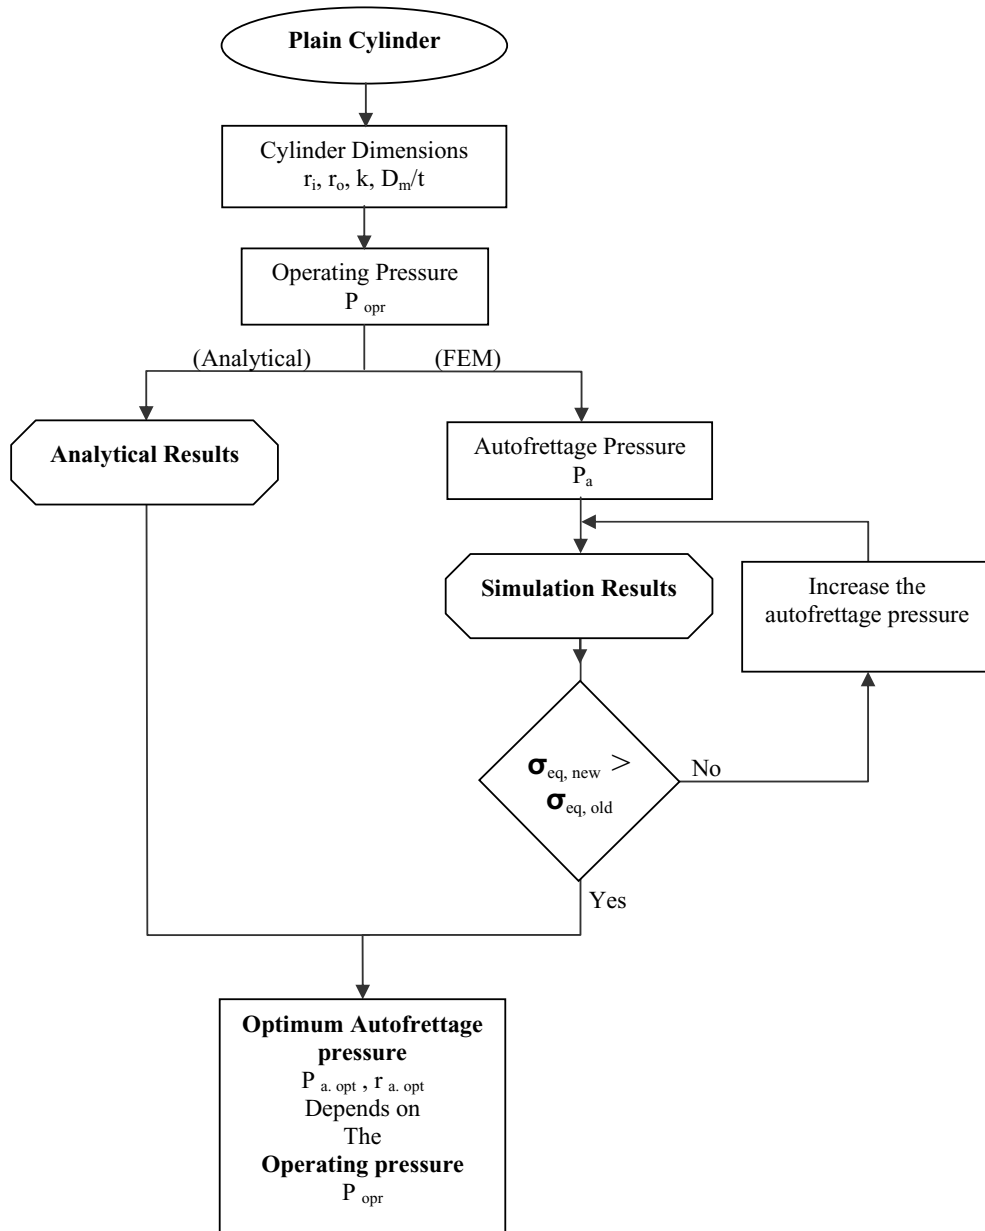 Plain Cylinder
Cylinder Dimensions
rᵢ, rₒ, k, Dₘ/t
Operating Pressure
P opr
(Analytical)
(FEM)
Analytical Results
Autofrettage Pressure
Pₐ
Simulation Results
Increase the
autofrettage pressure
σeq, new >
σeq, old
No
Yes
Optimum Autofrettage
pressure
P a. opt , r a. opt
Depends on
The
Operating pressure
P opr